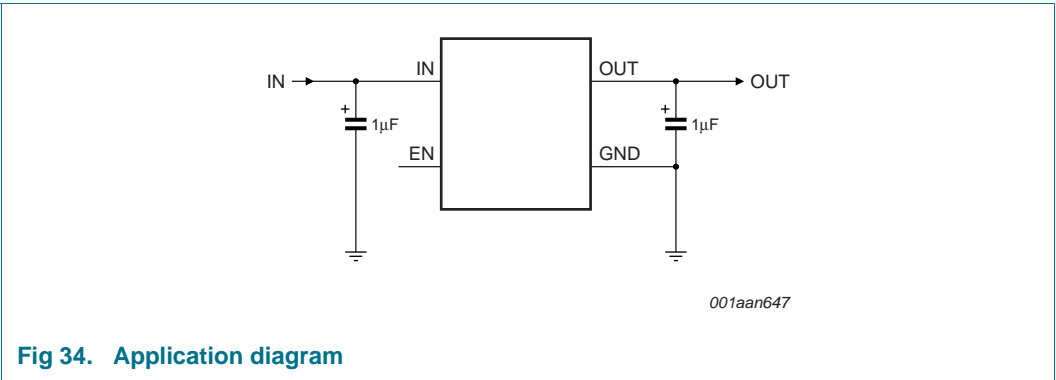 IN
IN
OUT
OUT
+
1μF
+
1μF
EN
GND
001aan647
Fig 34. Application diagram